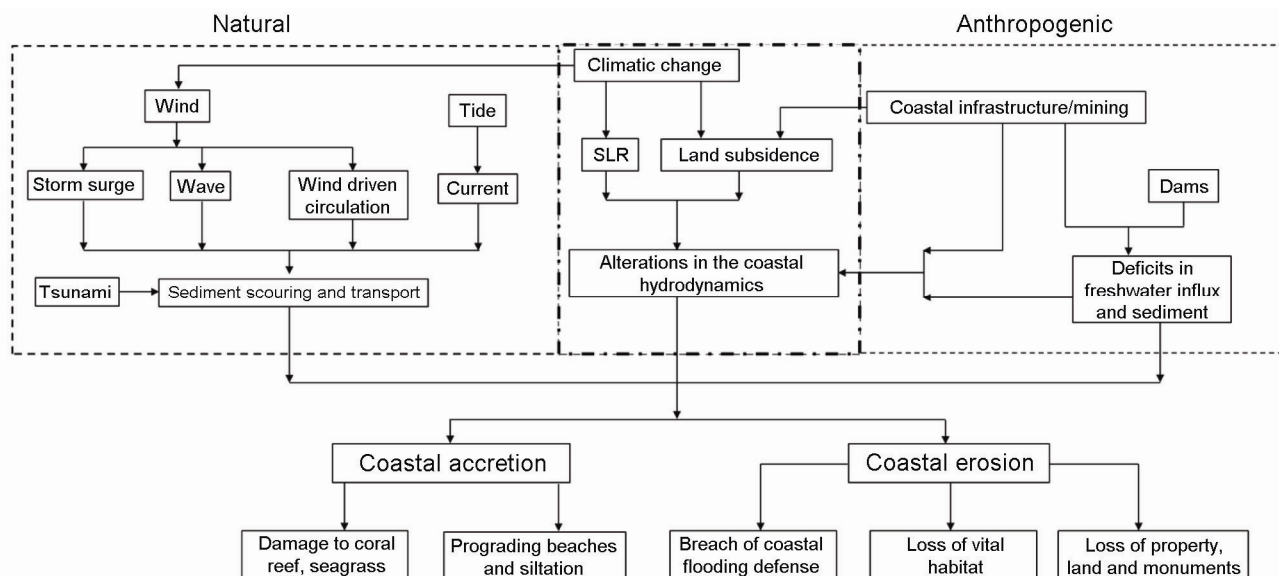 Natural
Anthropogenic
Climatic change
Wind
Tide
Coastal infrastructure/mining
SLR
Land subsidence
Storm surge
Wave
Wind driven
circulation
Current
Dams
Alterations in the coastal
hydrodynamics
Deficits in
freshwater influx
and sediment
Tsunami
Sediment scouring and transport
Coastal accretion
Coastal erosion
Damage to coral
reef, seagrass
Prograding beaches
and siltation
Breach of coastal
flooding defense
Loss of vital
habitat
Loss of property,
land and monuments